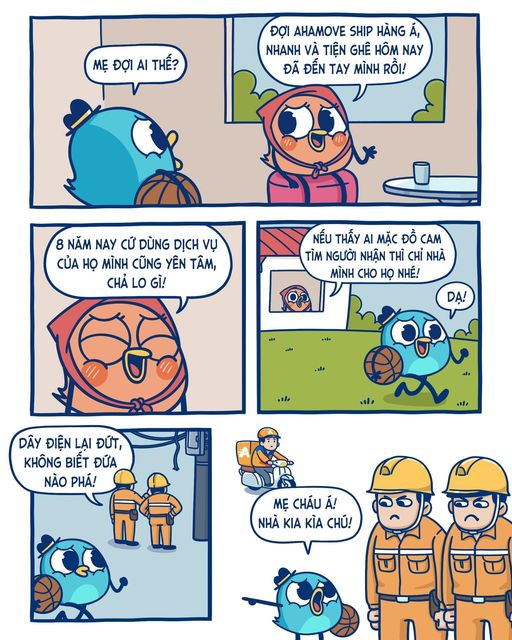 MẸ ĐỢI AI THẾ?
ĐỢI AHAMOVE SHIP HÀNG Á,
NHANH VÀ TIỆN GHÊ HÔM NAY
ĐÃ ĐẾN TAY MÌNH RỒI!
8 NĂM NAY CỨ DÙNG DỊCH VỤ
CỦA HỌ MÌNH CŨNG YÊN TÂM,
CHẢ LO GÌ!
NẾU THẤY AI MẶC ĐỒ CAM
TÌM NGƯỜI NHẬN THÌ CHỈ NHÀ
MÌNH CHO HỌ NHÉ!
DẠ!
DÂY ĐIỆN LẠI ĐỨT,
KHÔNG BIẾT ĐỨA
NÀO PHÁ!
MẸ CHÁU Á!
NHÀ KIA KÌA CHÚ!